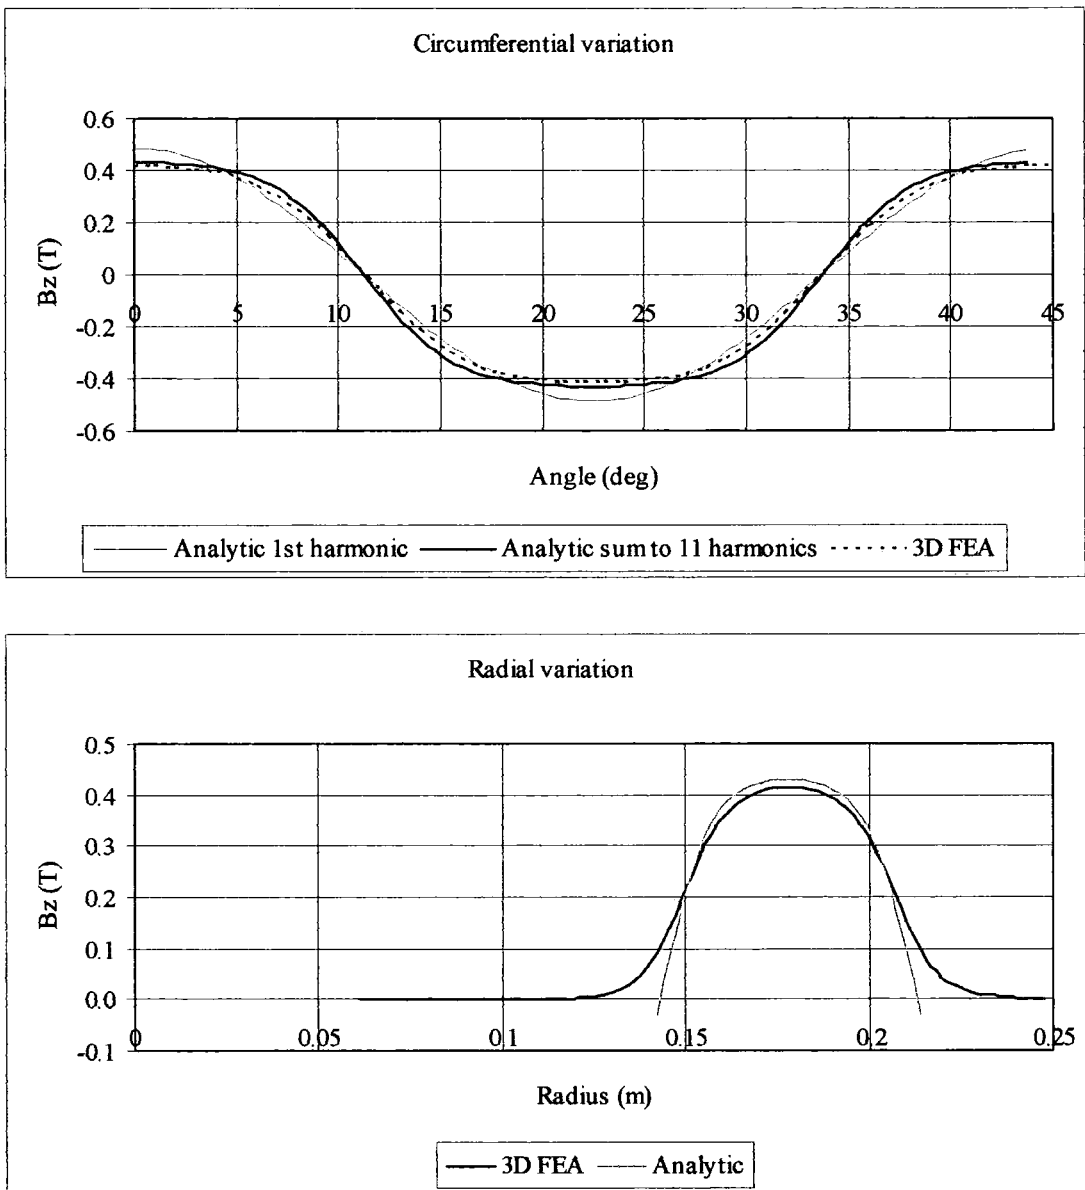 Circumferential variation
0.6
0.4
0.2
0
-0.2
-0.4
-0.6
Bz (T)
0 5 10 15 20 25 30 35 40 45
Angle (deg)
Analytic 1st harmonic Analytic sum to 11 harmonics 3D FEA
Radial variation
0.5
0.4
0.3
0.2
0.1
0.0
-0.1
Bz (T)
0 0.05 0.1 0.15 0.2 0.25
Radius (m)
3D FEA Analytic